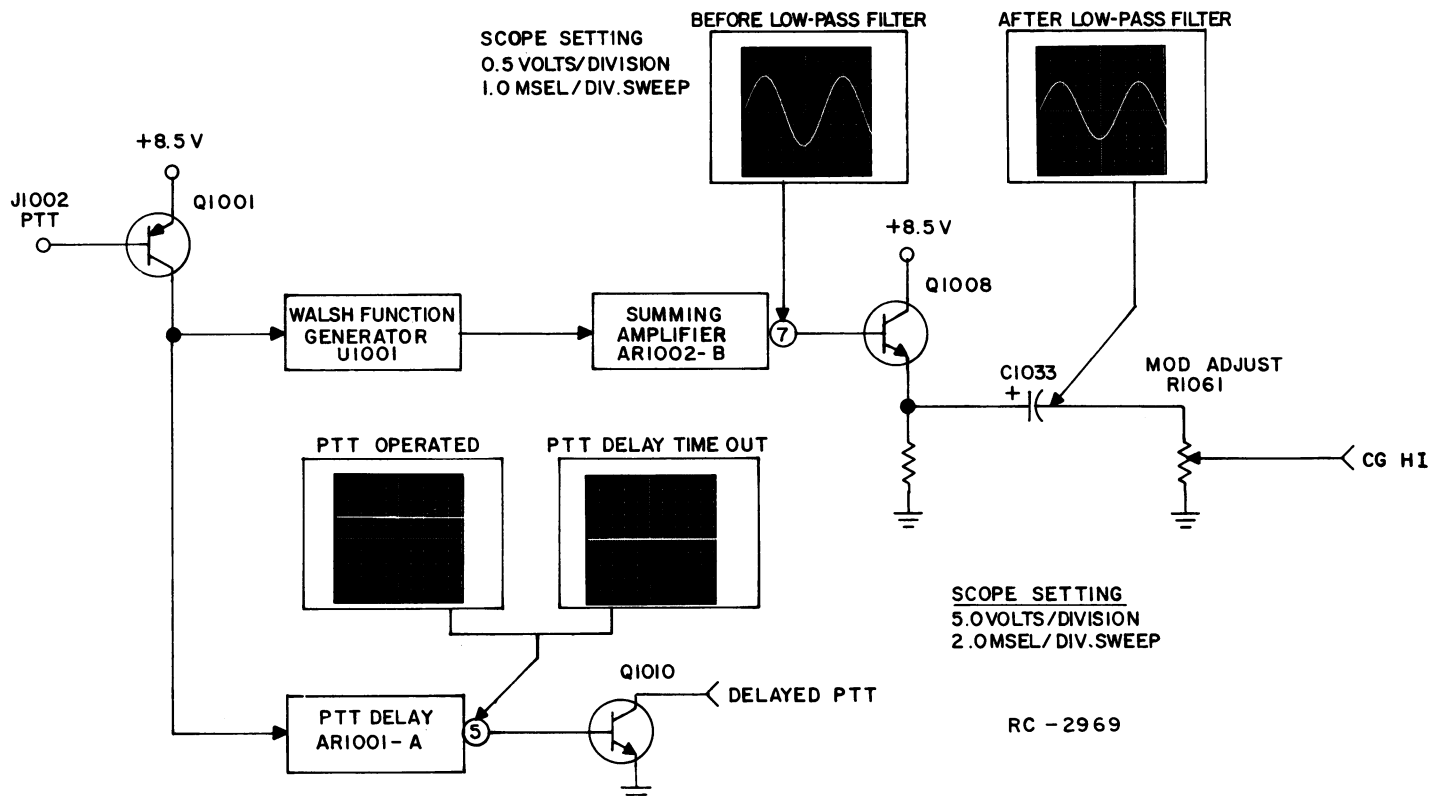 BEFORE LOW-PASS FILTER
AFTER LOW-PASS FILTER
SCOPE SETTING
0.5 VOLTS/DIVISION
1.0 MSEL/DIV.SWEEP
+8.5 V
J1002
PTT
Q1001
+8.5 V
Q1008
WALSH FUNCTION
GENERATOR
U1001
SUMMING
AMPLIFIER
AR1002-B
7
C1033
+
MOD ADJUST
R1061
CG HI
PTT OPERATED
PTT DELAY TIME OUT
SCOPE SETTING
5.0 VOLTS/DIVISION
2.0 MSEL/DIV.SWEEP
Q1010
DELAYED PTT
PTT DELAY
AR1001-A
5
RC-2969